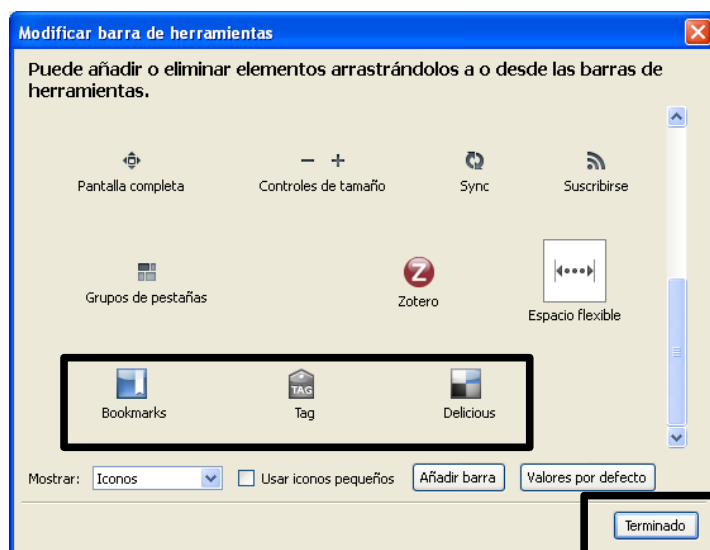 Modificar barra de herramientas
Puede añadir o eliminar elementos arrastrándolos a o desde las barras de
herramientas.
Pantalla completa
Controles de tamaño
Sync
Suscribirse
Grupos de pestañas
Z
Zotero
Espacio flexible
TAG
Bookmarks
Tag
Delicious
Mostrar:
Iconos
Usar iconos pequeños
Añadir barra
Valores por defecto
Terminado